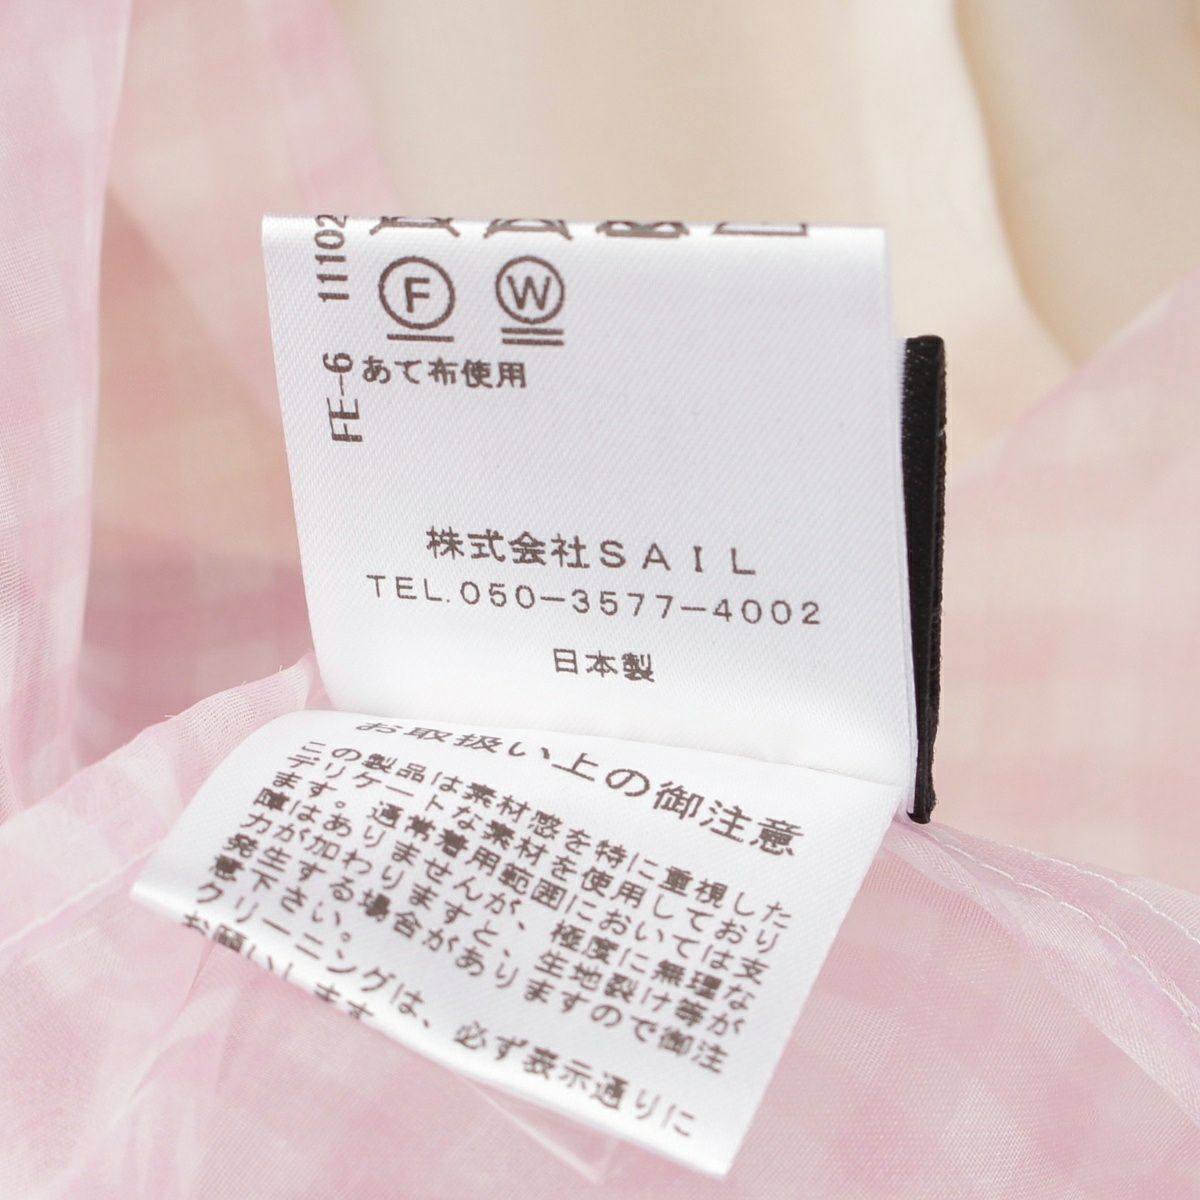 11102
FE-6
F W
あて布使用
株式会社SAIL
TEL.050-3577-4002
日本製
お取扱い上の御注意
この製品は素材感を特に重視した
デリケートな素材を使用しており
ます。通常着用範囲においては支
障はありませんが、極度に無理な
力が加わりますと、生地裂け等が
発生する場合がありますので御注
意下さい。
クリーニングは、必ず表示通りに
お願いします